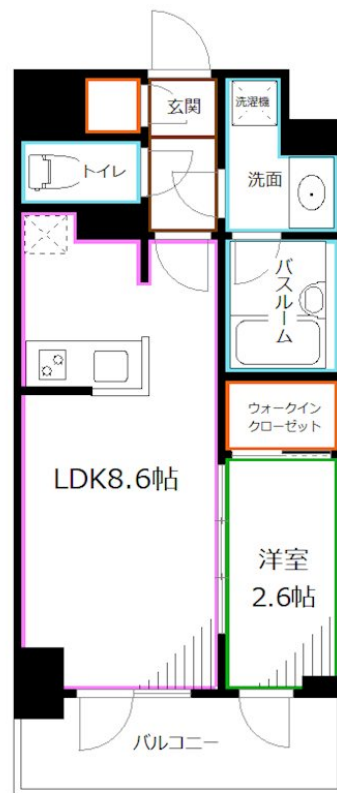 玄関
洗濯機
トイレ
洗面
バスルーム
ウォークイン
クローゼット
LDK8.6帖
洋室
2.6帖
バルコニー